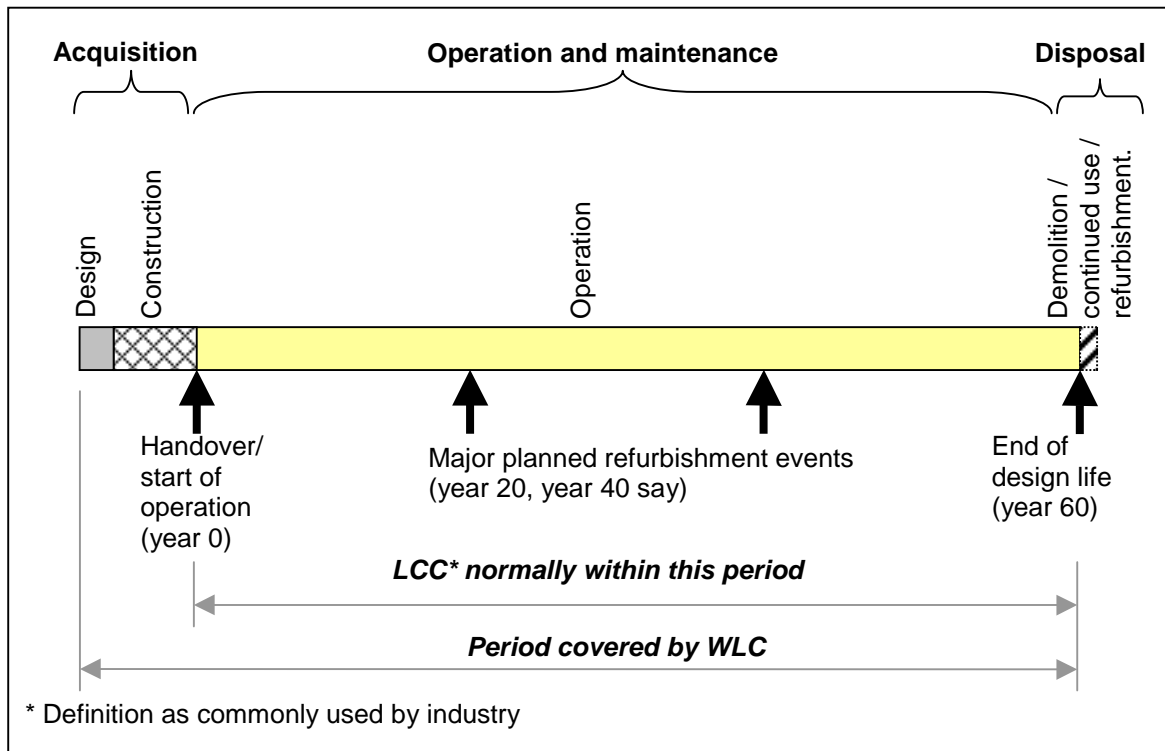 Acquisition
Operation and maintenance
Disposal
Design
Construction
Operation
Demolition /
continued use /
refurbishment.
Handover/
start of
operation
(year 0)
Major planned refurbishment events
(year 20, year 40 say)
End of
design life
(year 60)
LCC* normally within this period
Period covered by WLC
* Definition as commonly used by industry